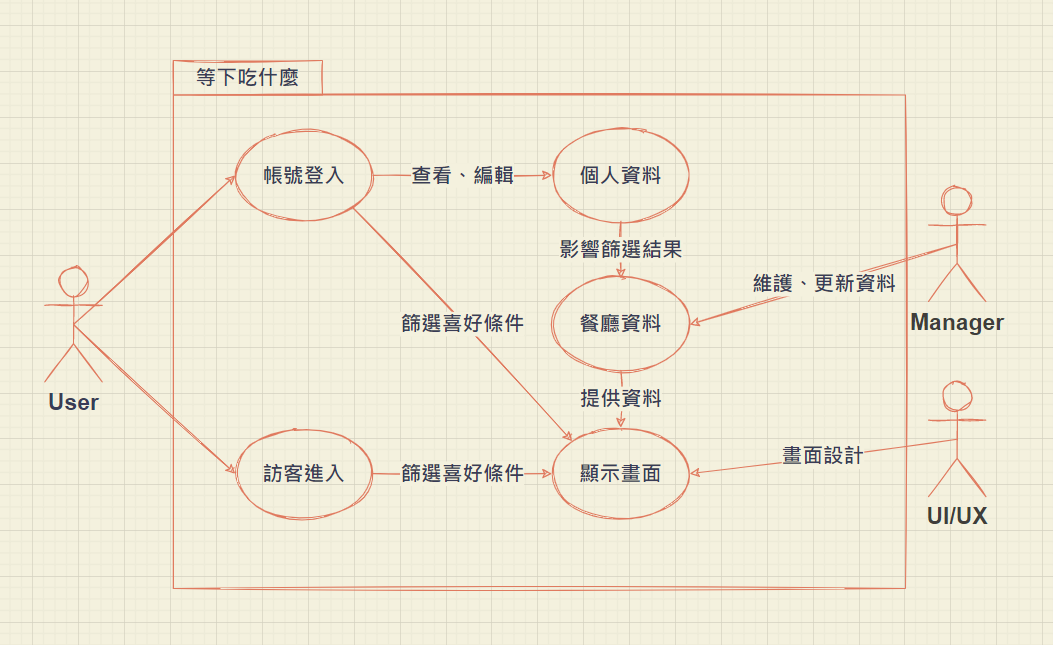 等下吃什麼
帳號登入
查看、編輯
個人資料
影響篩選結果
維護、更新資料
篩選喜好條件
餐廳資料
Manager
提供資料
User
畫面設計
訪客進入
篩選喜好條件
顯示畫面
UI/UX